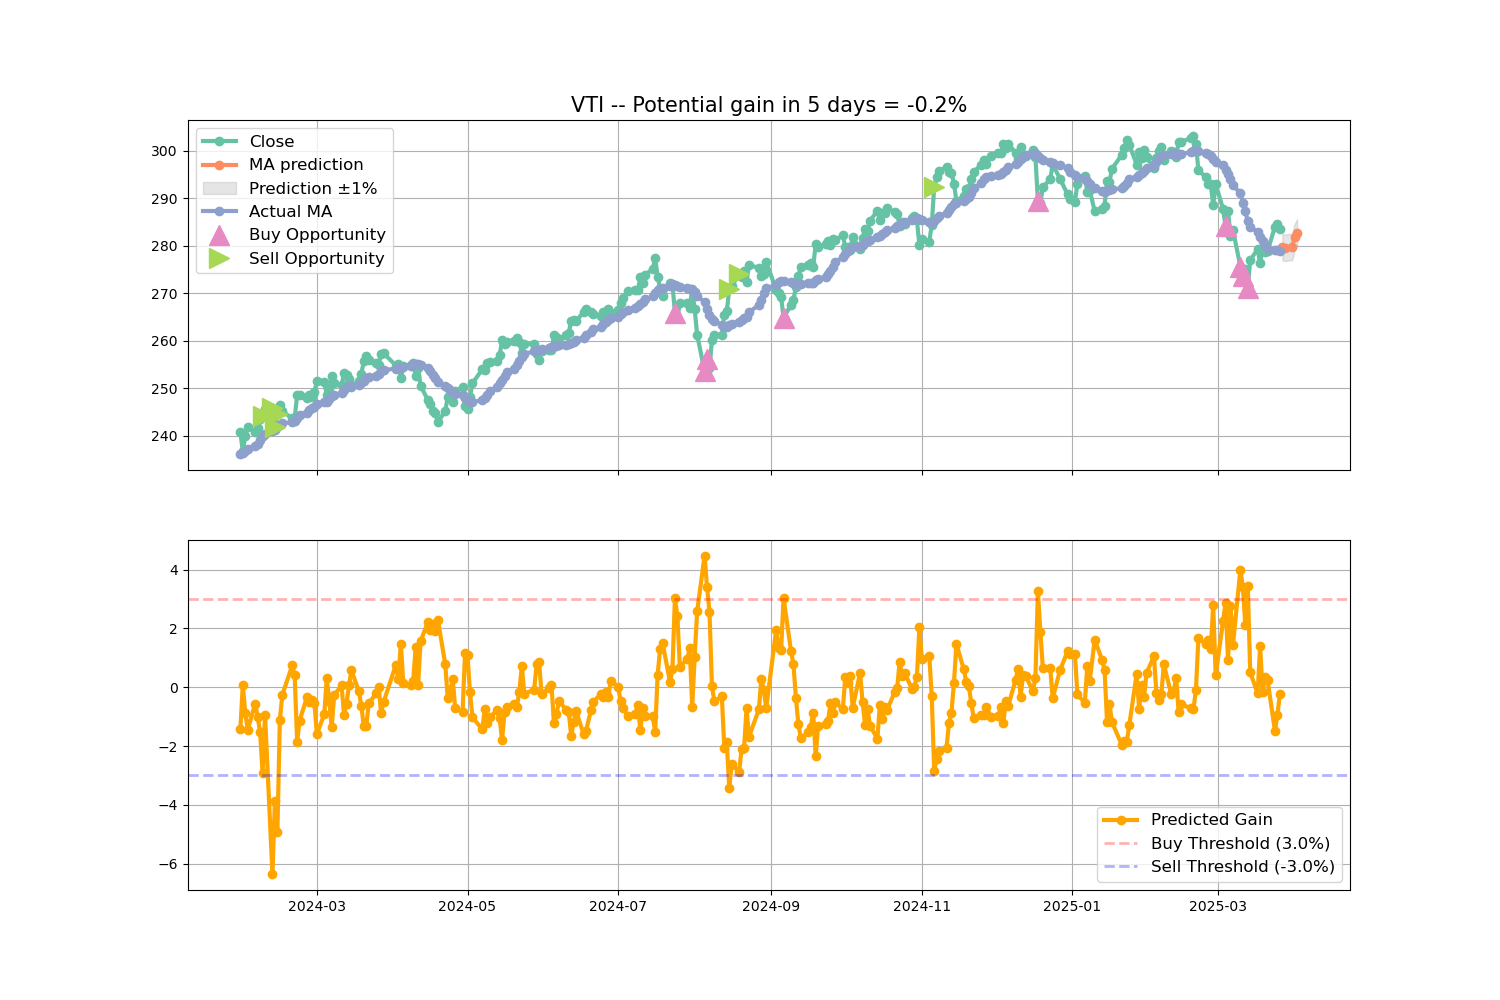 VTI -- Potential gain in 5 days = -0.2%
Close
MA prediction
Prediction ±1%
Actual MA
Buy Opportunity
Sell Opportunity
300
290
280
270
260
250
240
4
2
0
−2
−4
−6
Predicted Gain
Buy Threshold (3.0%)
Sell Threshold (-3.0%)
2024-03 2024-05 2024-07 2024-09 2024-11 2025-01 2025-03